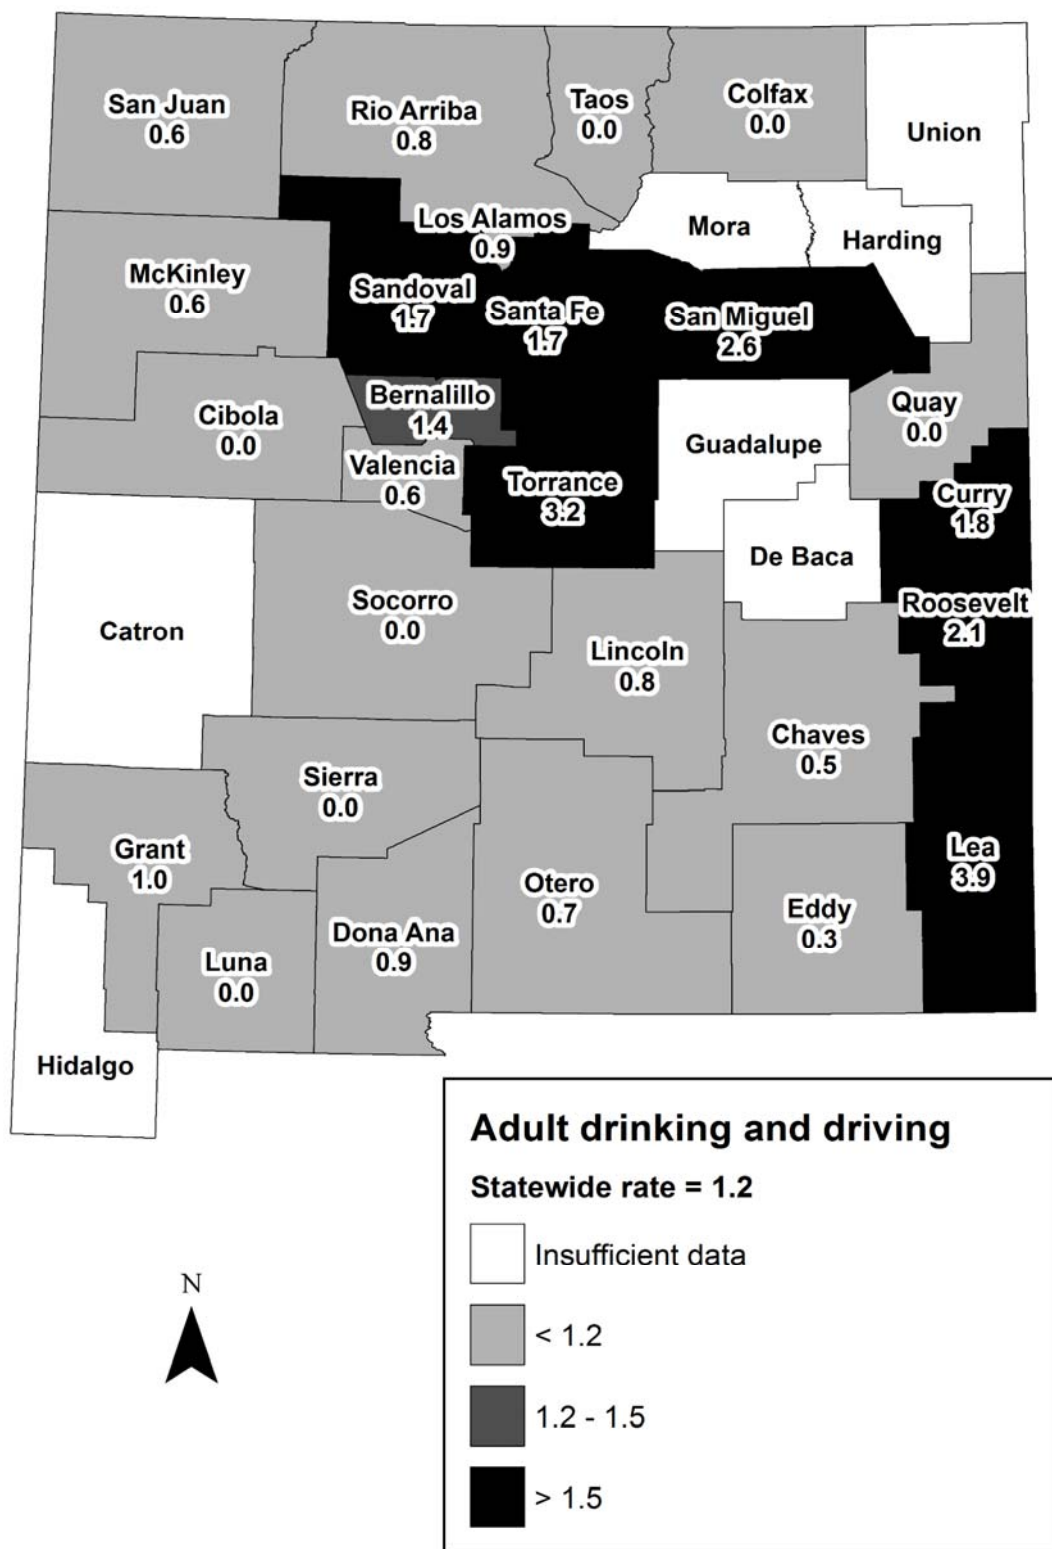 San Juan
0.6
Rio Arriba
0.8
Taos
0.0
Colfax
0.0
Union
Los Alamos
0.9
Mora
Harding
McKinley
0.6
Sandoval
1.7
Santa Fe
1.7
San Miguel
2.6
Bernalillo
1.4
Cibola
0.0
Quay
0.0
Guadalupe
Valencia
0.6
Torrance
3.2
Curry
1.8
De Baca
Catron
Socorro
0.0
Roosevelt
2.1
Lincoln
0.8
Chaves
0.5
Sierra
0.0
Grant
1.0
Lea
3.9
Otero
0.7
Eddy
0.3
Dona Ana
0.9
Luna
0.0
Hidalgo
Adult drinking and driving
Statewide rate = 1.2
Insufficient data
< 1.2
1.2 - 1.5
> 1.5
N